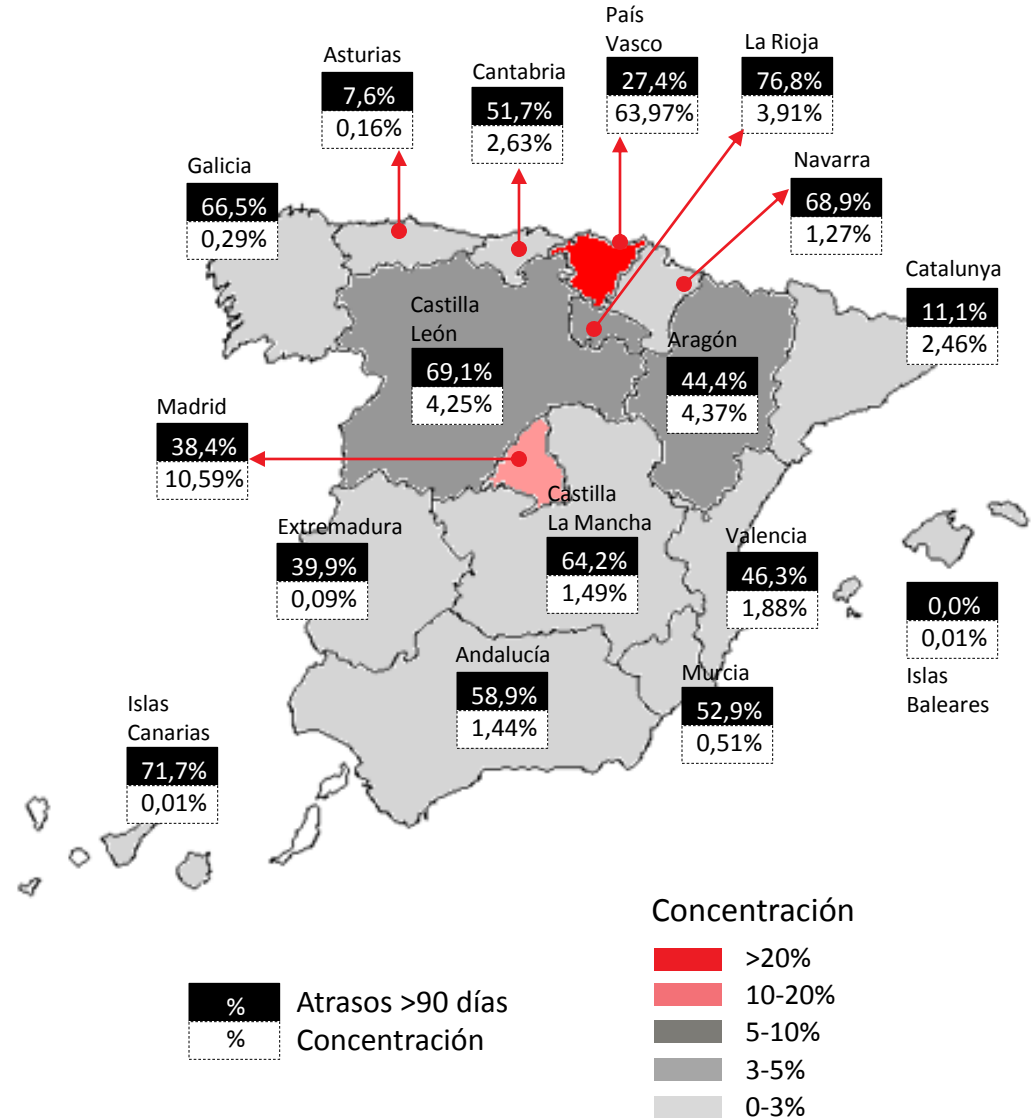 País
Vasco
27,4%
63,97%
La Rioja
76,8%
3,91%
Asturias
7,6%
0,16%
Cantabria
51,7%
2,63%
Navarra
68,9%
1,27%
Galicia
66,5%
0,29%
Catalunya
11,1%
2,46%
Castilla
León
69,1%
4,25%
Aragón
44,4%
4,37%
Madrid
38,4%
10,59%
Castilla
La Mancha
64,2%
1,49%
Extremadura
39,9%
0,09%
Valencia
46,3%
1,88%
0,0%
0,01%
Islas
Baleares
Andalucía
58,9%
1,44%
Murcia
52,9%
0,51%
Islas
Canarias
71,7%
0,01%
Concentración
>20%
10-20%
5-10%
3-5%
0-3%
% Atrasos >90 días
% Concentración